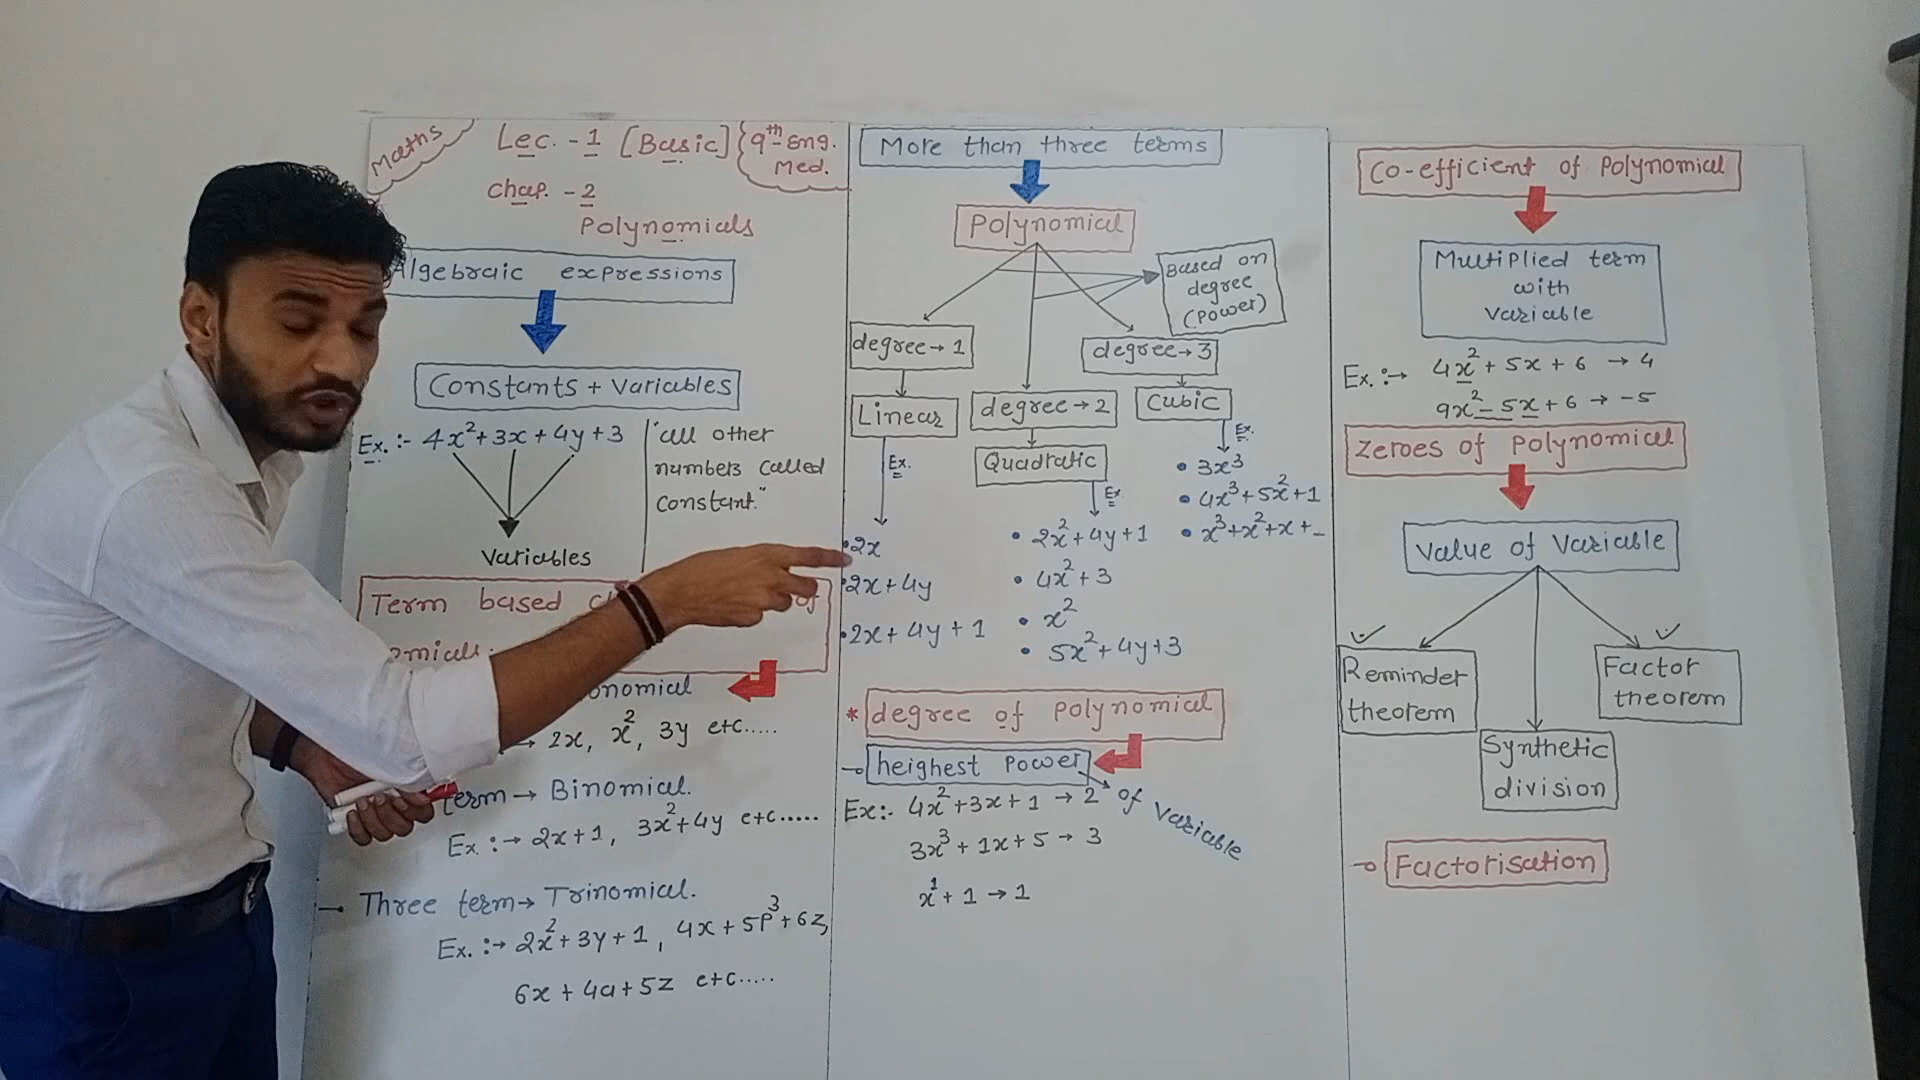 Maths
Lec. - 1 [Basic]
9th Eng.
Med.
Chap. - 2
Polynomials
Algebraic expressions
Constants + Variables
Ex. :- 4x²+3x+4y+3
"all other
numbers called
Constant."
Variables
Term based
of
omials.
onomial
→ 2x, x², 3y etc.....
term → Binomial.
Ex. :→ 2x+1, 3x²+4y etc.....
→ Three term → Trinomial.
Ex. :→ 2x²+3y+1, 4x+5p³+6z,
6x+4a+5z etc.....
More than three terms
Polynomial
Based on
degree
(Power)
degree → 1
Linear
Ex.
• 2x
• 2x+4y
• 2x+4y+1
degree → 2
Quadratic
Ex
• 2x²+4y+1
• 4x²+3
• x²
• 5x²+4y+3
degree → 3
Cubic
Ex.
• 3x³
• 4x³+5x²+1
• x³+x²+x+-
* degree of Polynomial
→ heighest Power
of Variable
Ex:- 4x²+3x+1 → 2
3x³+1x+5 → 3
x¹+1 → 1
Co-efficient of Polynomial
Multiplied term
with
Variable
Ex. :→ 4x²+5x+6 → 4
9x²-5x+6 → -5
Zeroes of Polynomial
Value of Variable
Reminder
theorem
Synthetic
division
Factor
theorem
→ Factorisation